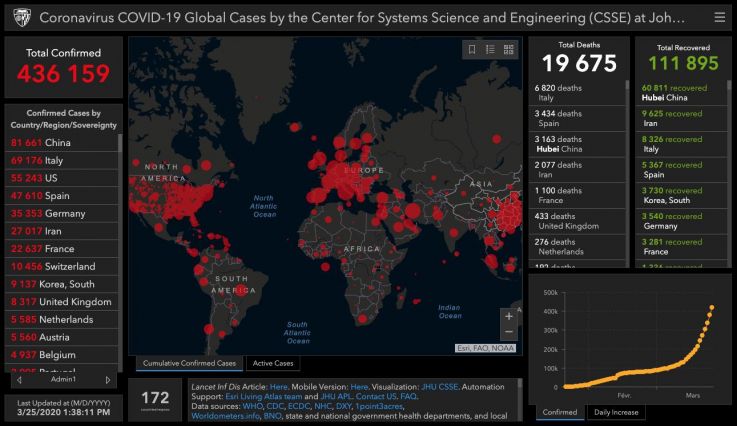 Coronavirus COVID-19 Global Cases by the Center for Systems Science and Engineering (CSSE) at Joh...
Total Confirmed
436 159
Confirmed Cases by
Country/Region/Sovereignty
81 661 China
69 176 Italy
55 243 US
47 610 Spain
35 353 Germany
27 017 Iran
22 637 France
10 456 Switzerland
9 137 Korea, South
8 317 United Kingdom
5 585 Netherlands
5 560 Austria
4 937 Belgium
Portugal
Admin1
Last Updated at (M/D/YYYY)
3/25/2020 1:38:11 PM
NORTH
AMERICA
EUROPE
ASIA
North
Atlantic
Ocean
AFRICA
SOUTH
AMERICA
Indian
Ocean
South
Atlantic
Ocean
+
−
Esri, FAO, NOAA
Cumulative Confirmed Cases
Active Cases
172
countries/regions
Lancet Inf Dis Article: Here. Mobile Version: Here. Visualization: JHU CSSE. Automation
Support: Esri Living Atlas team and JHU APL. Contact US. FAQ.
Data sources: WHO, CDC, ECDC, NHC, DXY, 1point3acres,
Worldometers.info, BNO, state and national government health departments, and local
Total Deaths
19 675
6 820 deaths
Italy
3 434 deaths
Spain
3 163 deaths
Hubei China
2 077 deaths
Iran
1 100 deaths
France
433 deaths
United Kingdom
276 deaths
Netherlands
deaths
Total Recovered
111 895
60 811 recovered
Hubei China
9 625 recovered
Iran
8 326 recovered
Italy
5 367 recovered
Spain
3 730 recovered
Korea, South
3 540 recovered
Germany
3 281 recovered
France
recovered
500k
400k
300k
200k
100k
0
Févr.
Mars
Confirmed
Daily Increase